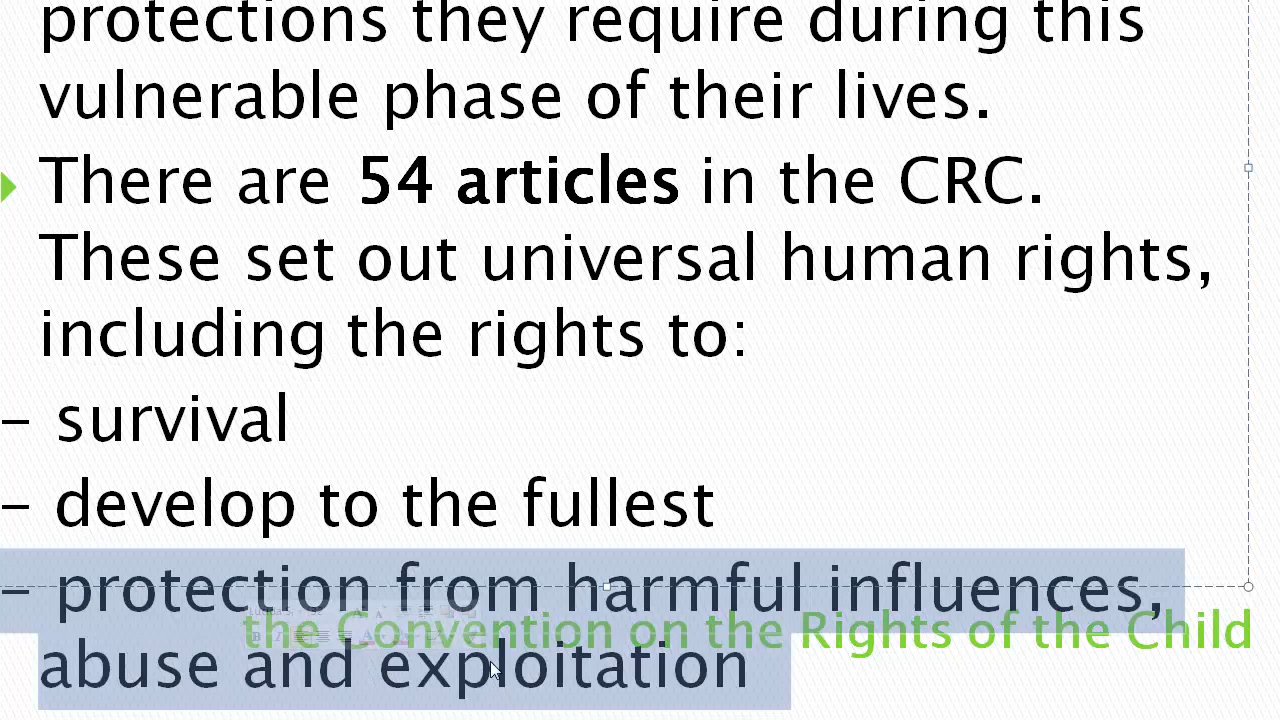 protections they require during this
vulnerable phase of their lives.
There are 54 articles in the CRC.
These set out universal human rights,
including the rights to:
– survival
– develop to the fullest
– protection from harmful influences,
the Convention on the Rights of the Child
abuse and exploitation